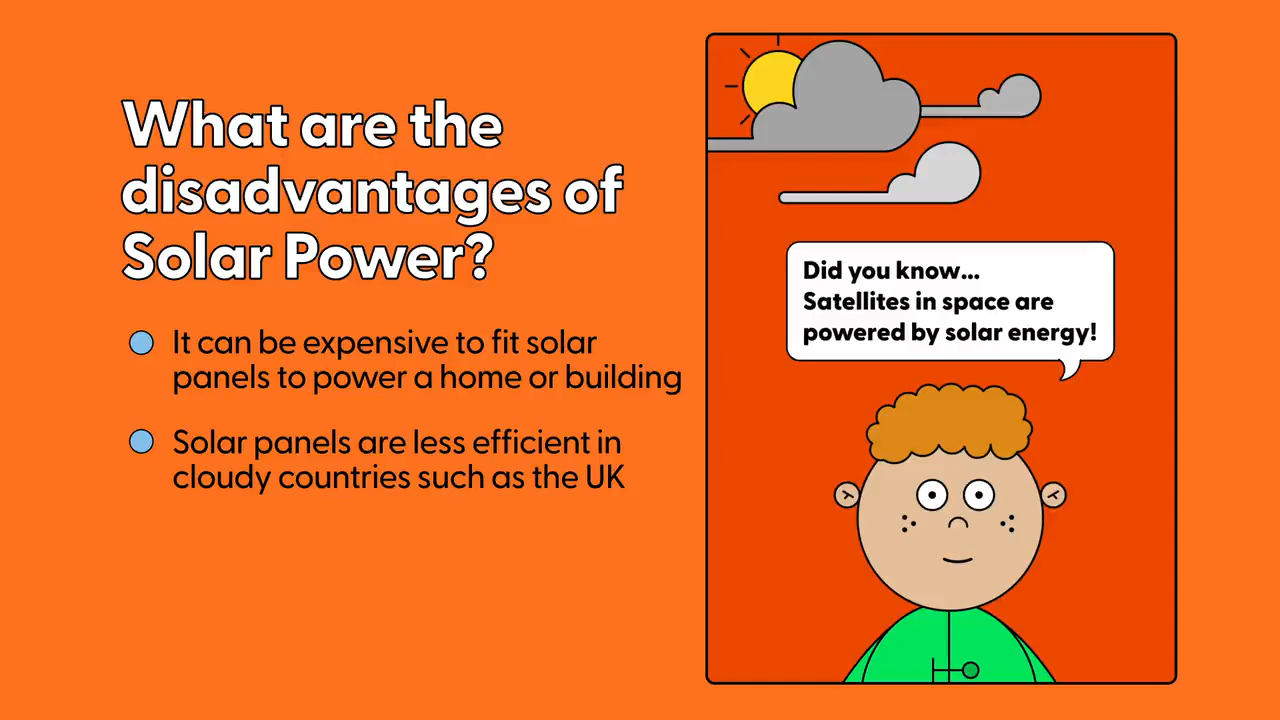 What are the
disadvantages of
Solar Power?
It can be expensive to fit solar
panels to power a home or building
Solar panels are less efficient in
cloudy countries such as the UK
Did you know...
Satellites in space are
powered by solar energy!